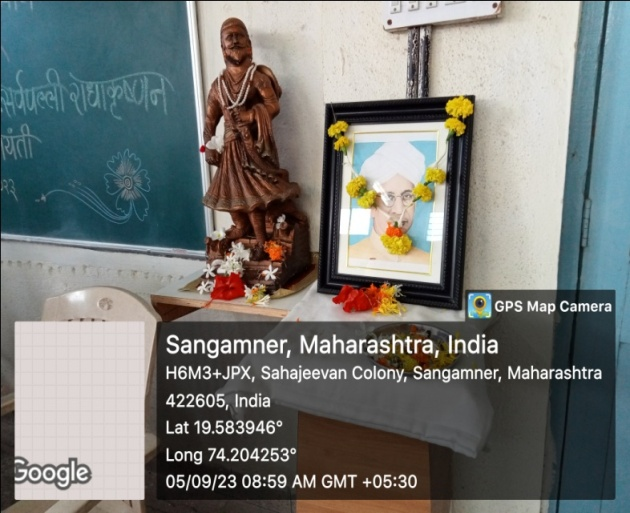 सर्वपल्ली राधाकृष्णन
यंती
GPS Map Camera
Sangamner, Maharashtra, India
H6M3+JPX, Sahajeevan Colony, Sangamner, Maharashtra
422605, India
Lat 19.583946°
Long 74.204253°
05/09/23 08:59 AM GMT +05:30
Google